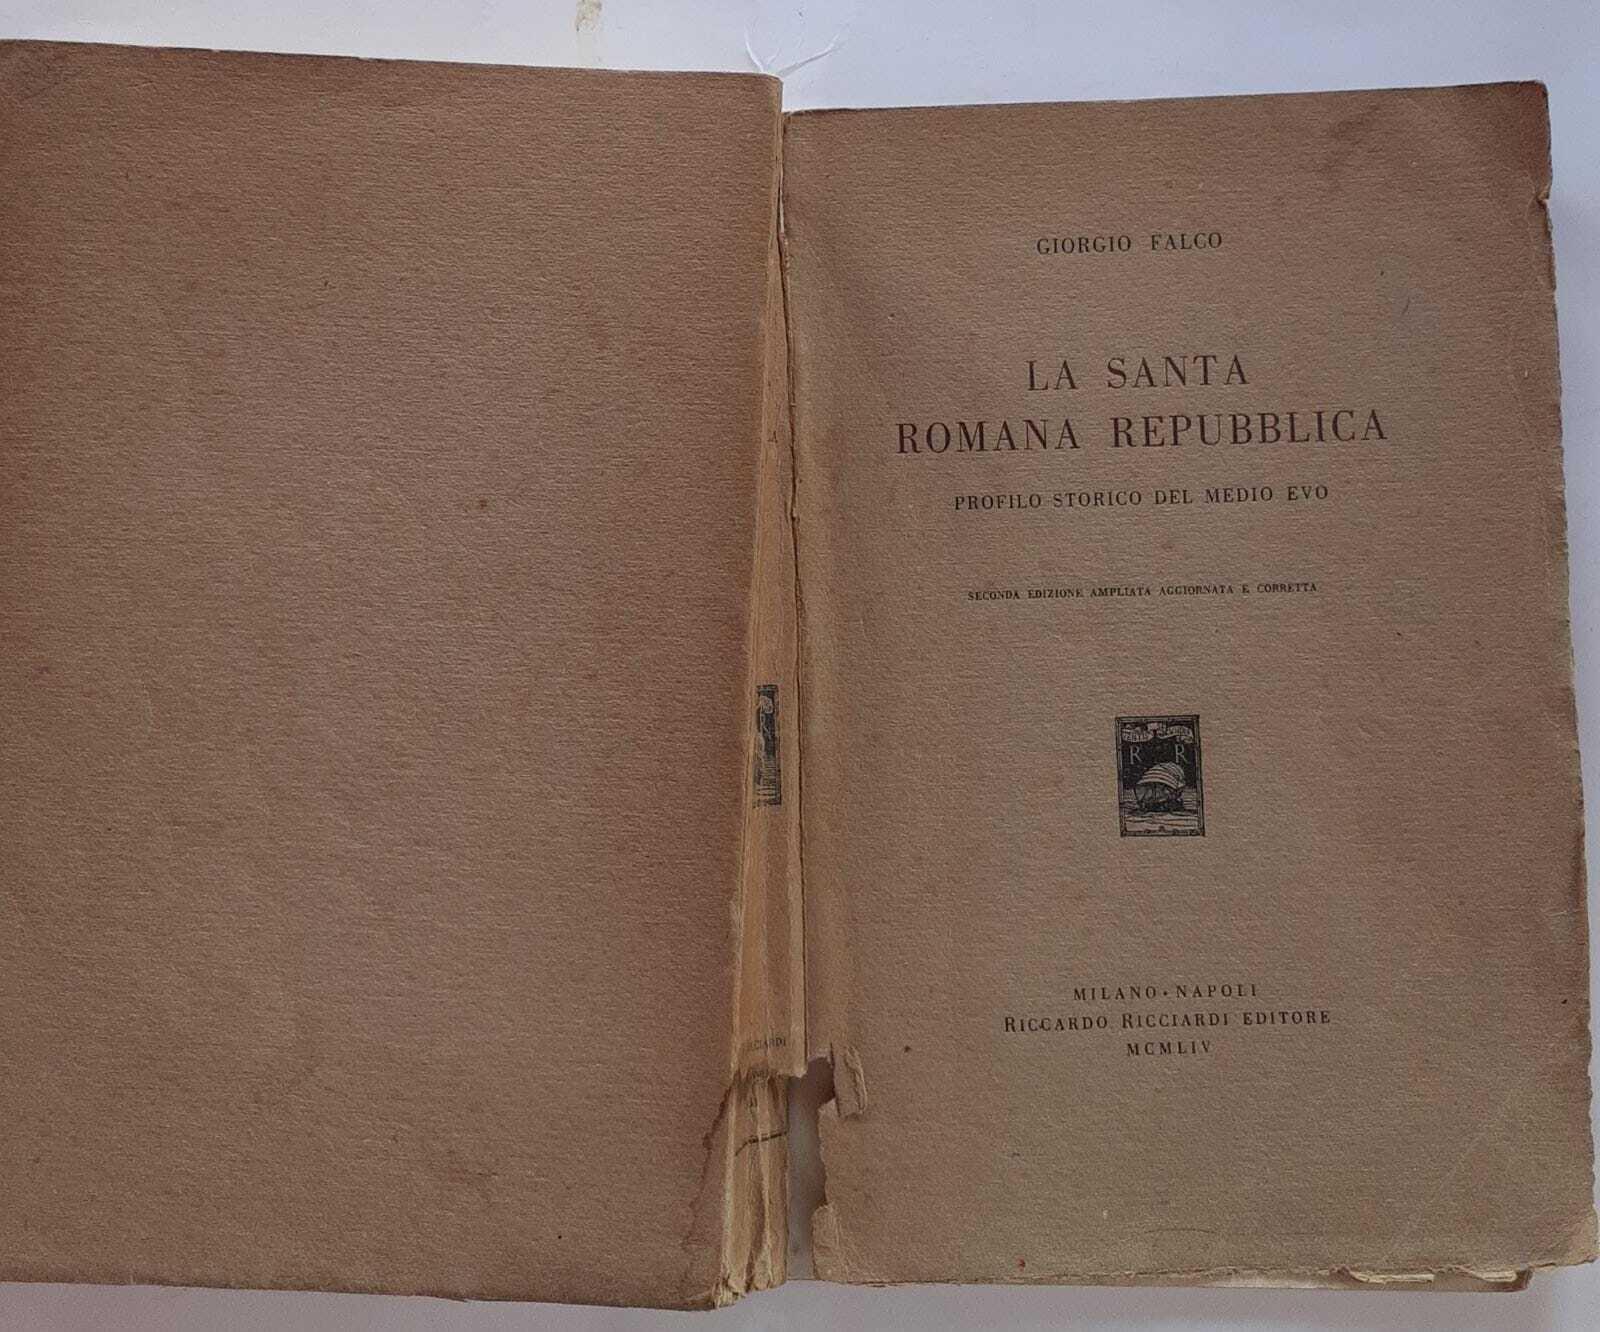 GIORGIO FALCO
LA SANTA
ROMANA REPUBBLICA
PROFILO STORICO DEL MEDIO EVO
SECONDA EDIZIONE AMPLIATA AGGIORNATA E CORRETTA
R R
MILANO • NAPOLI
RICCARDO RICCIARDI EDITORE
MCMLIV